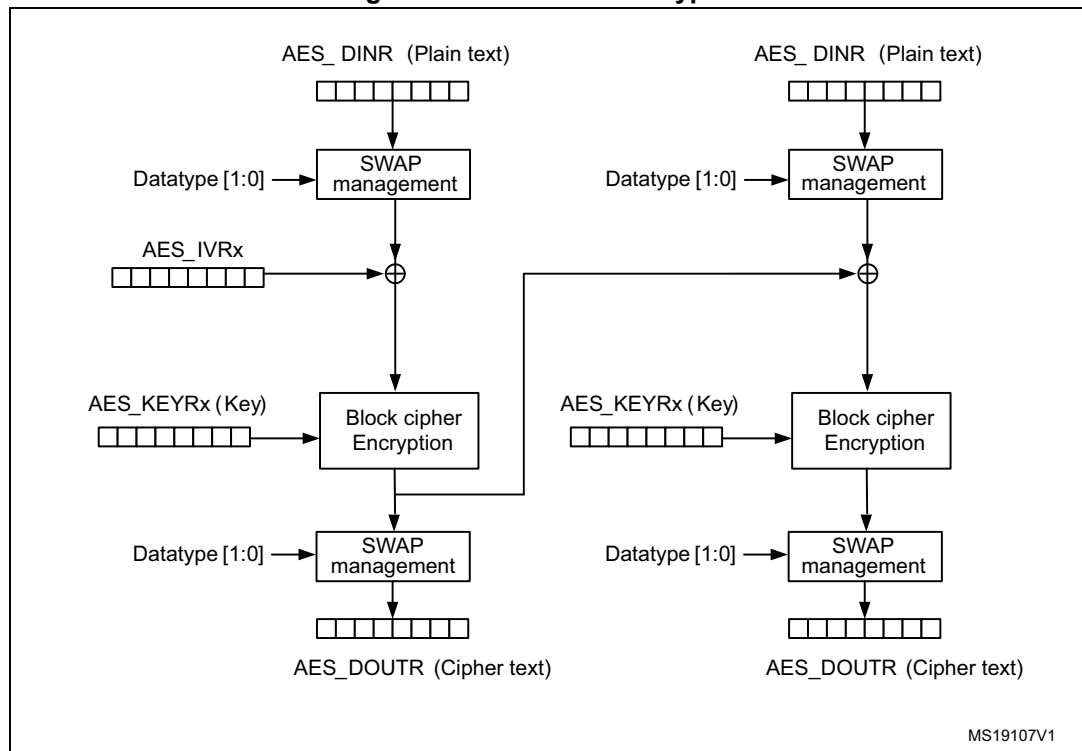 AES_ DINR (Plain text)
AES_ DINR (Plain text)
SWAP
management
SWAP
management
Datatype [1:0]
Datatype [1:0]
AES_IVRx
AES_KEYRx (Key)
AES_KEYRx (Key)
Block cipher
Encryption
Block cipher
Encryption
SWAP
management
SWAP
management
Datatype [1:0]
Datatype [1:0]
AES_DOUTR (Cipher text)
AES_DOUTR (Cipher text)
MS19107V1